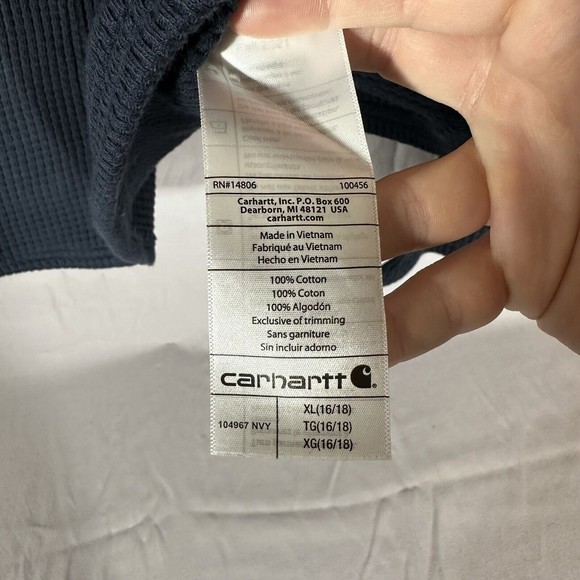 RN#14806 100456
Carhartt, Inc. P.O. Box 600
Dearborn, MI 48121 USA
carhartt.com
Made in Vietnam
Fabriqué au Vietnam
Hecho en Vietnam
100% Cotton
100% Coton
100% Algodón
Exclusive of trimming
Sans garniture
Sin incluir adorno
carhartt
XL(16/18)
104967 NVY TG(16/18)
XG(16/18)